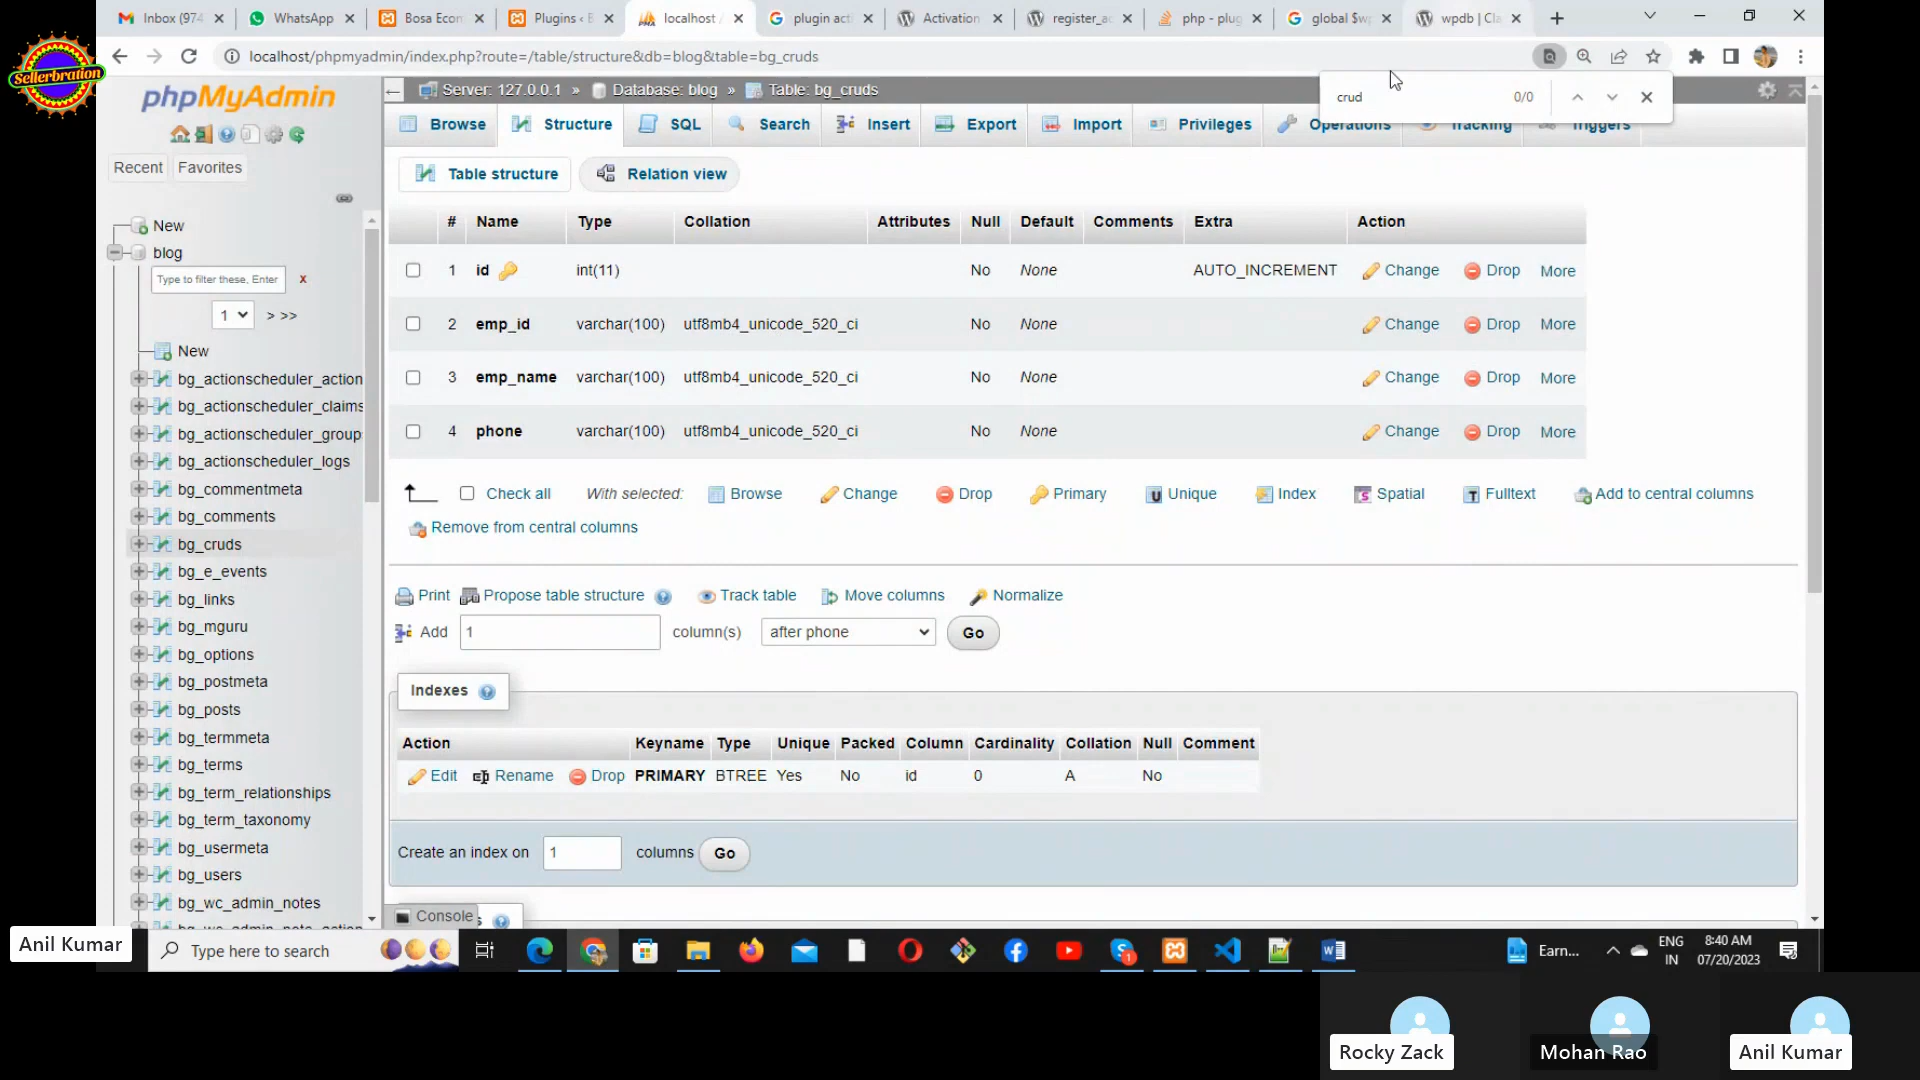 Sellerbration
Inbox (974
WhatsApp
Bosa Econ
Plugins ‹ B
localhost /
plugin acti
Activation
register_ac
php - plug
global $wp
wpdb | Cla
localhost/phpmyadmin/index.php?route=/table/structure&db=blog&table=bg_cruds
crud
0/0
phpMyAdmin
Recent
Favorites
New
blog
Type to filter these, Enter
x
1
> >>
New
bg_actionscheduler_action
bg_actionscheduler_claims
bg_actionscheduler_group
bg_actionscheduler_logs
bg_commentmeta
bg_comments
bg_cruds
bg_e_events
bg_links
bg_mguru
bg_options
bg_postmeta
bg_posts
bg_termmeta
bg_terms
bg_term_relationships
bg_term_taxonomy
bg_usermeta
bg_users
bg_wc_admin_notes
Server: 127.0.0.1 » Database: blog » Table: bg_cruds
Browse Structure SQL Search Insert Export Import Privileges Operations Tracking Triggers
Table structure Relation view
# Name Type Collation Attributes Null Default Comments Extra Action
1 id int(11) No None AUTO_INCREMENT Change Drop More
2 emp_id varchar(100) utf8mb4_unicode_520_ci No None Change Drop More
3 emp_name varchar(100) utf8mb4_unicode_520_ci No None Change Drop More
4 phone varchar(100) utf8mb4_unicode_520_ci No None Change Drop More
Check all With selected: Browse Change Drop Primary Unique Index Spatial Fulltext Add to central columns
Remove from central columns
Print Propose table structure Track table Move columns Normalize
Add 1 column(s) after phone Go
Indexes
Action Keyname Type Unique Packed Column Cardinality Collation Null Comment
Edit Rename Drop PRIMARY BTREE Yes No id 0 A No
Create an index on 1 columns Go
Console
Anil Kumar
Type here to search
Earn...
ENG
IN
8:40 AM
07/20/2023
Rocky Zack
Mohan Rao
Anil Kumar